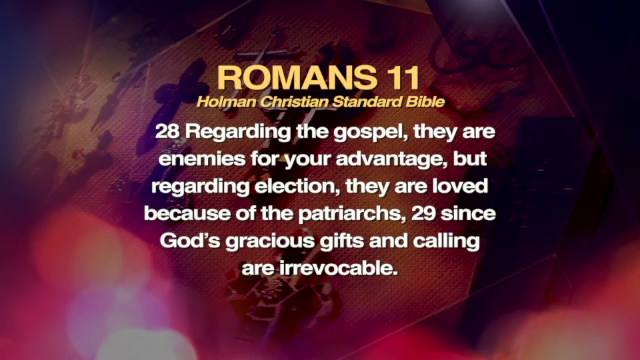 ROMANS 11
Holman Christian Standard Bible
28 Regarding the gospel, they are
enemies for your advantage, but
regarding election, they are loved
because of the patriarchs, 29 since
God's gracious gifts and calling
are irrevocable.